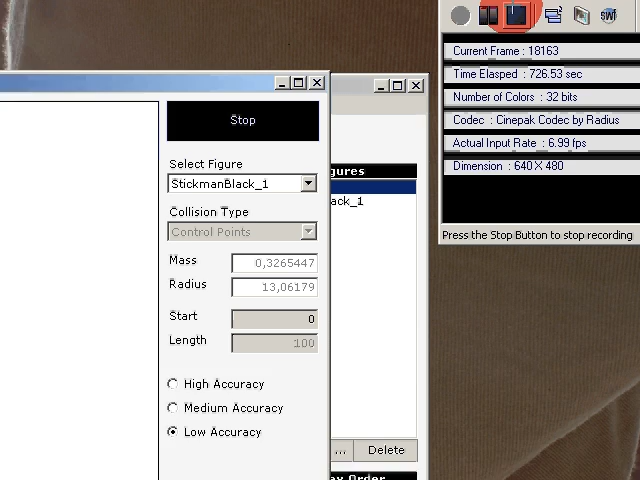 SWF
Current Frame : 18163
Time Elasped : 726.53 sec
Number of Colors : 32 bits
Codec : Cinepak Codec by Radius
Actual Input Rate : 6.99 fps
Dimension : 640 X 480
Press the Stop Button to stop recording
Stop
Select Figure
StickmanBlack_1
Collision Type
Control Points
Mass 0,3265447
Radius 13,06179
Start 0
Length 100
High Accuracy
Medium Accuracy
Low Accuracy
gures
ack_1
... Delete
ay Order